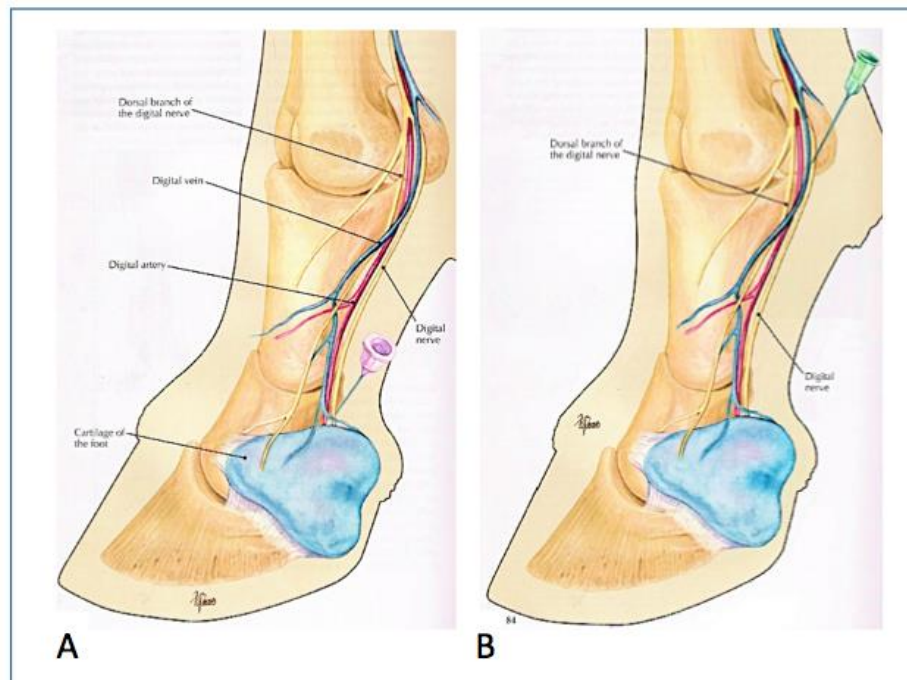 Dorsal branch of
the digital nerve
Digital vein
Digital artery
Digital
nerve
Cartilage of
the foot
A
Dorsal branch of
the digital nerve
Digital
nerve
84
B